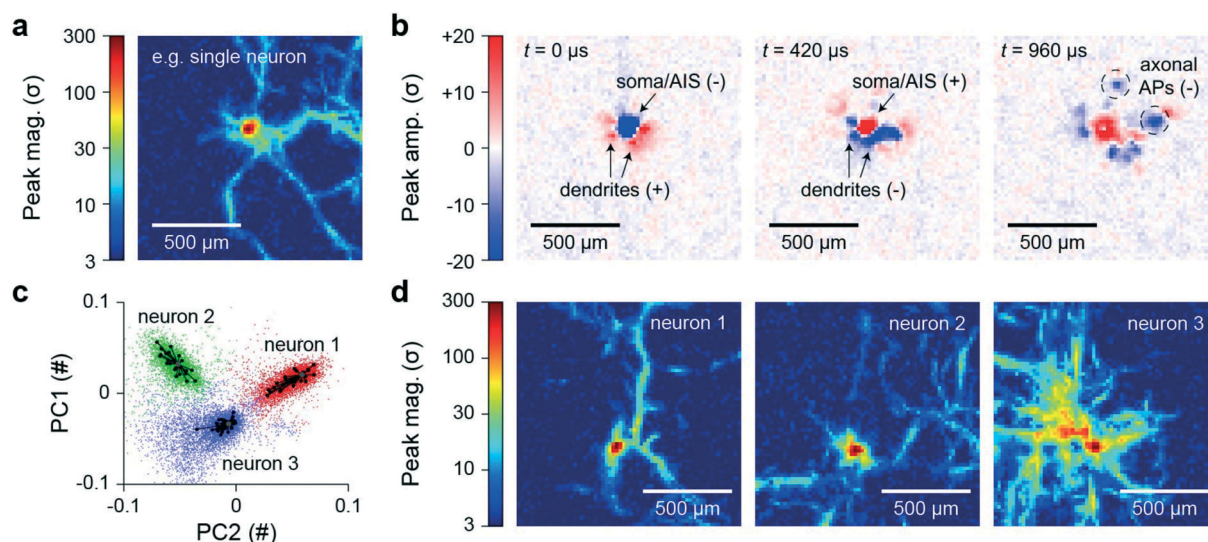 a
300
100
30
10
3
Peak mag. (σ)
e.g. single neuron
500 µm
b
+20
+10
0
-10
-20
Peak amp. (σ)
t = 0 µs
soma/AIS (-)
dendrites (+)
500 µm
t = 420 µs
soma/AIS (+)
dendrites (-)
500 µm
t = 960 µs
axonal
APs (-)
500 µm
c
0.1
0
-0.1
PC1 (#)
neuron 2
neuron 1
neuron 3
-0.1
0
0.1
PC2 (#)
d
300
100
30
10
3
Peak mag. (σ)
neuron 1
500 µm
neuron 2
500 µm
neuron 3
500 µm